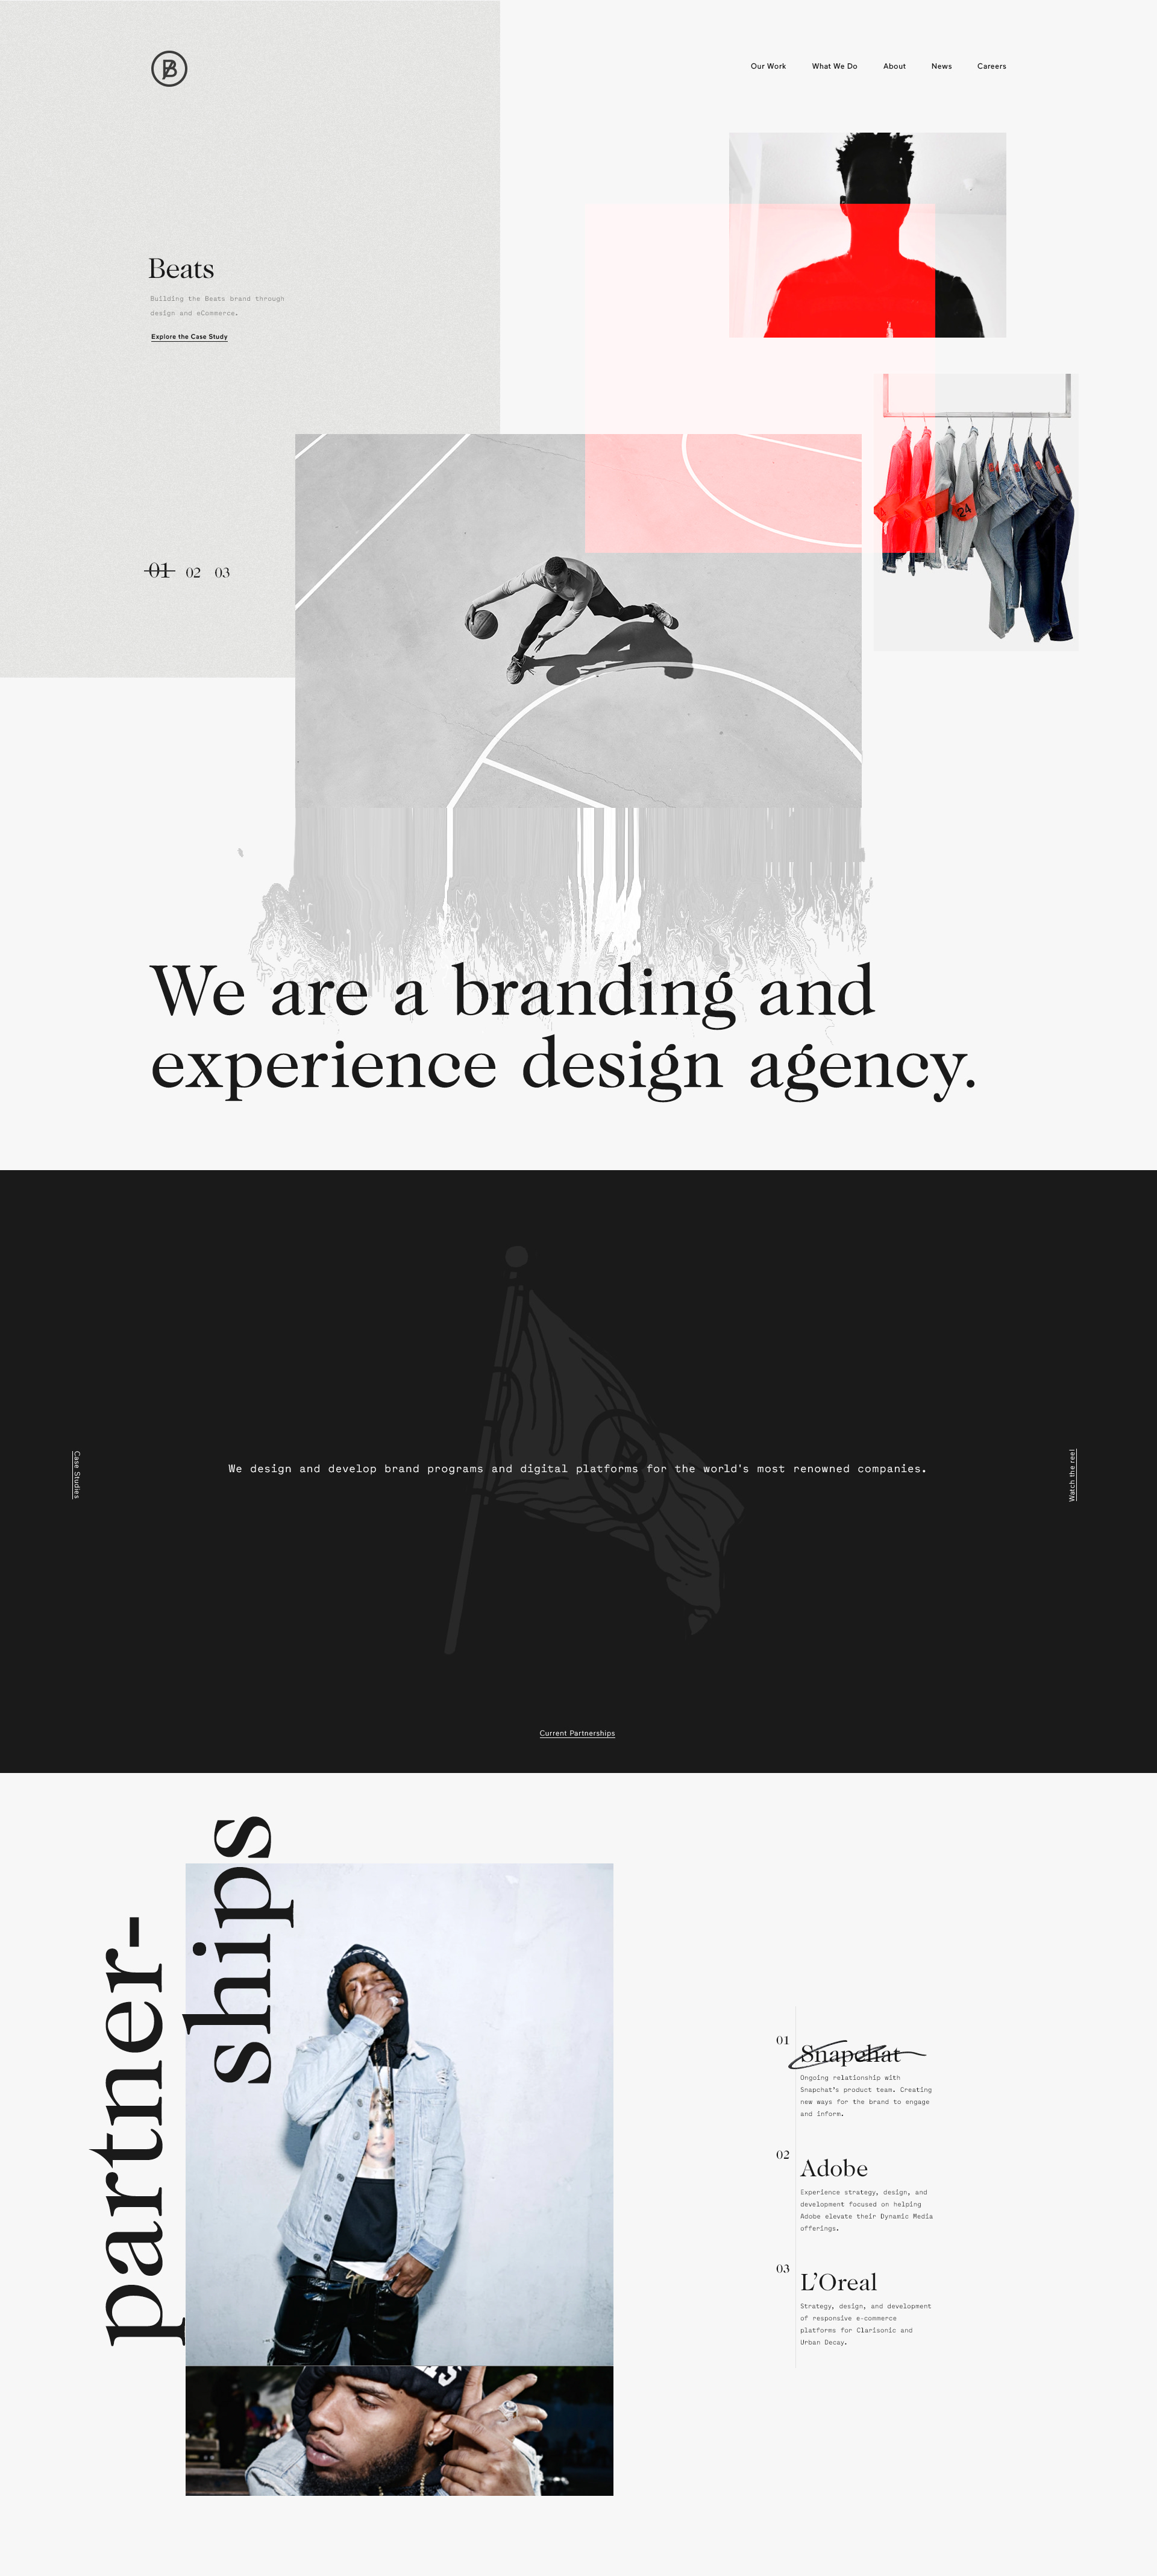 B
Our Work What We Do About News Careers
Beats
Building the Beats brand through
design and eCommerce.
Explore the Case Study
24
01 02 03
We are a branding and
experience design agency.
Case Studies
We design and develop brand programs and digital platforms for the world's most renowned companies.
Watch the reel
Current Partnerships
partner-
ships
01
Snapchat
Ongoing relationship with
Snapchat's product team. Creating
new ways for the brand to engage
and inform.
02
Adobe
Experience strategy, design, and
development focused on helping
Adobe elevate their Dynamic Media
offerings.
03
L’Oreal
Strategy, design, and development
of responsive e-commerce
platforms for Clarisonic and
Urban Decay.